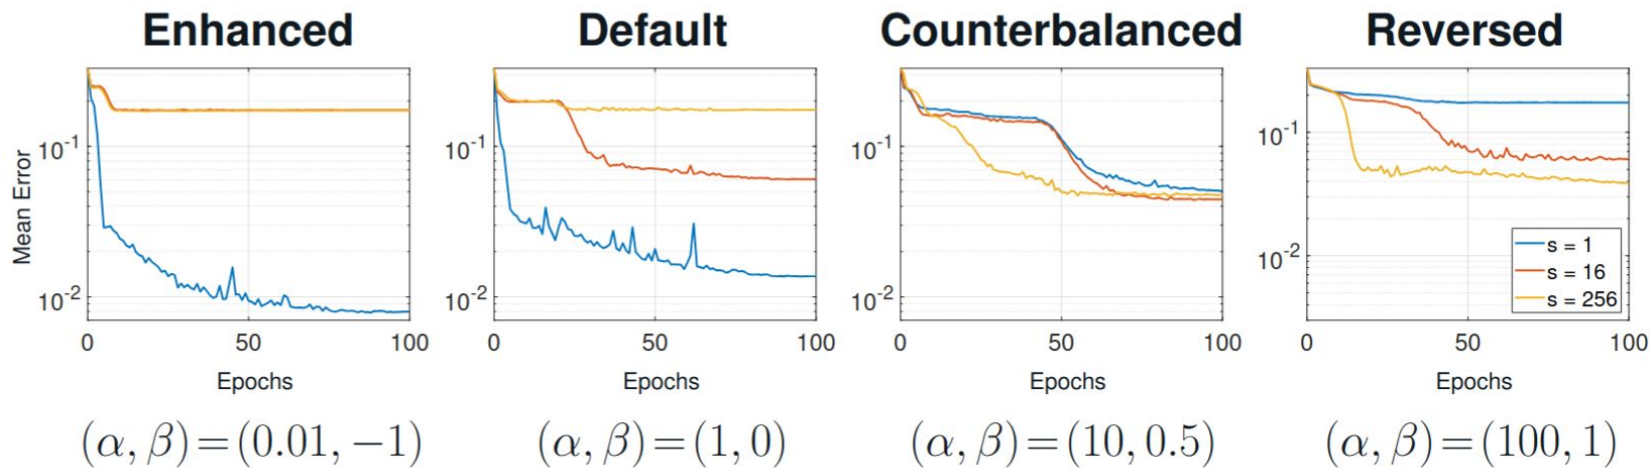 Enhanced
Default
Counterbalanced
Reversed
Mean Error
10^-1
10^-2
0 50 100
Epochs
(α, β)=(0.01, −1)
10^-1
10^-2
0 50 100
Epochs
(α, β)=(1, 0)
10^-1
10^-2
0 50 100
Epochs
(α, β)=(10, 0.5)
10^-1
10^-2
s = 1
s = 16
s = 256
0 50 100
Epochs
(α, β)=(100, 1)